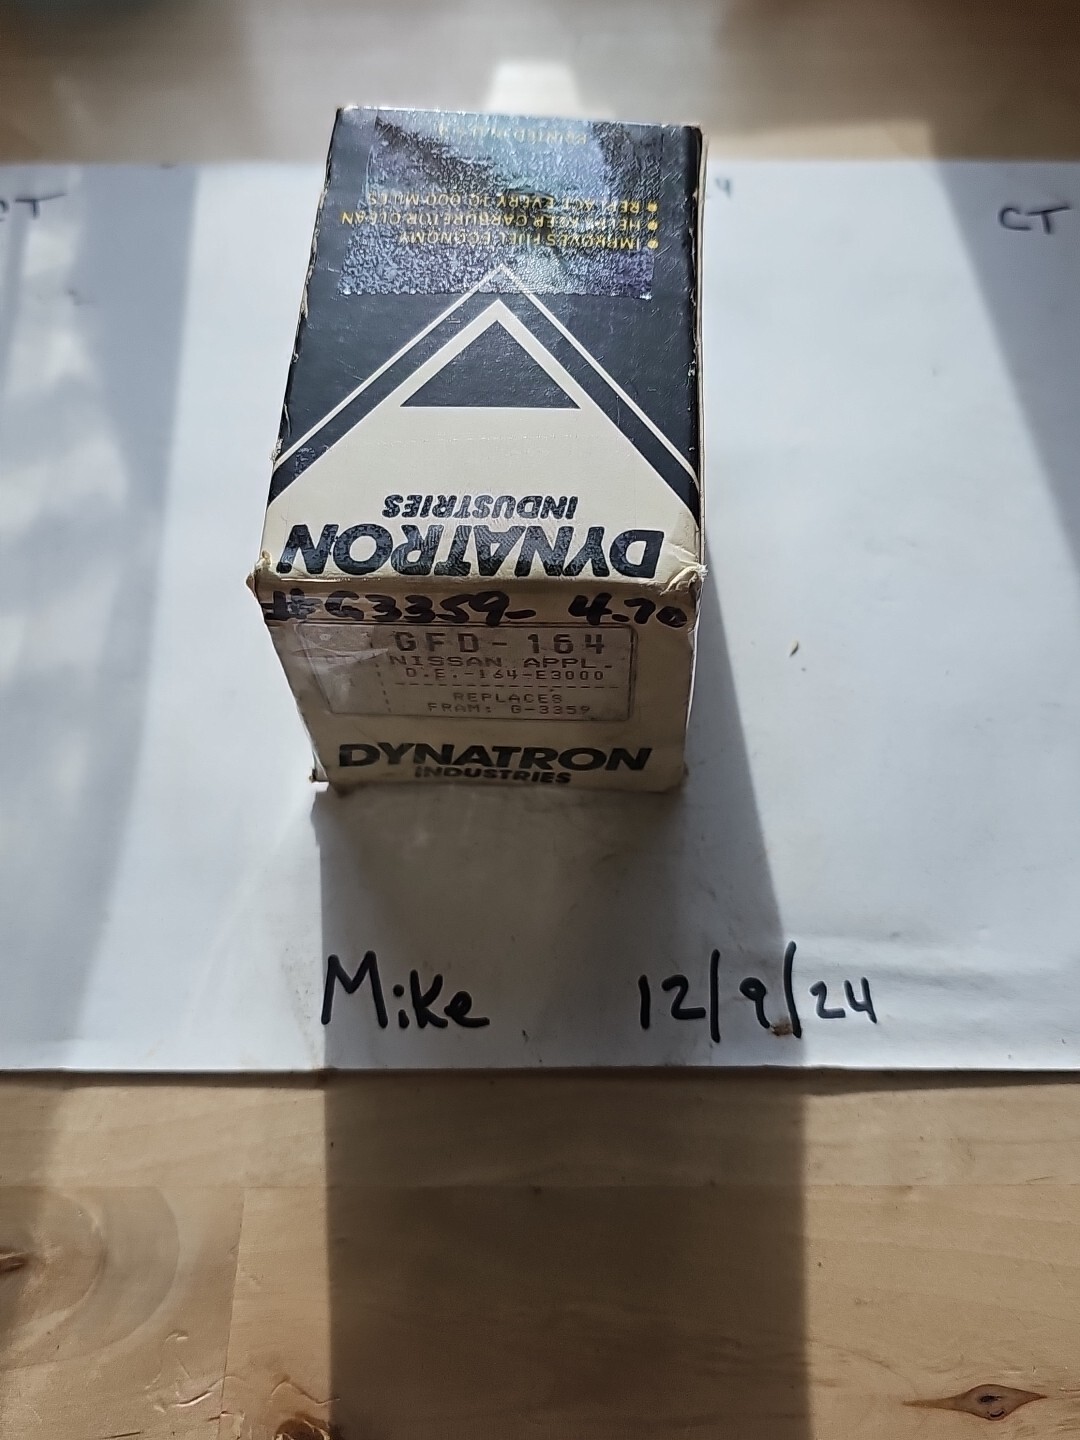 CT
IMPROVES FUEL ECONOMY
HELPS KEEP CARBURETOR CLEAN
REPLACE EVERY 10,000 MILES
DYNATRON
INDUSTRIES
#G3359- 4.70
GFD-164
NISSAN APPL.
O.E.-164-E3000
REPLACES
FRAM: G-3359
DYNATRON
INDUSTRIES
Mike 12/9/24